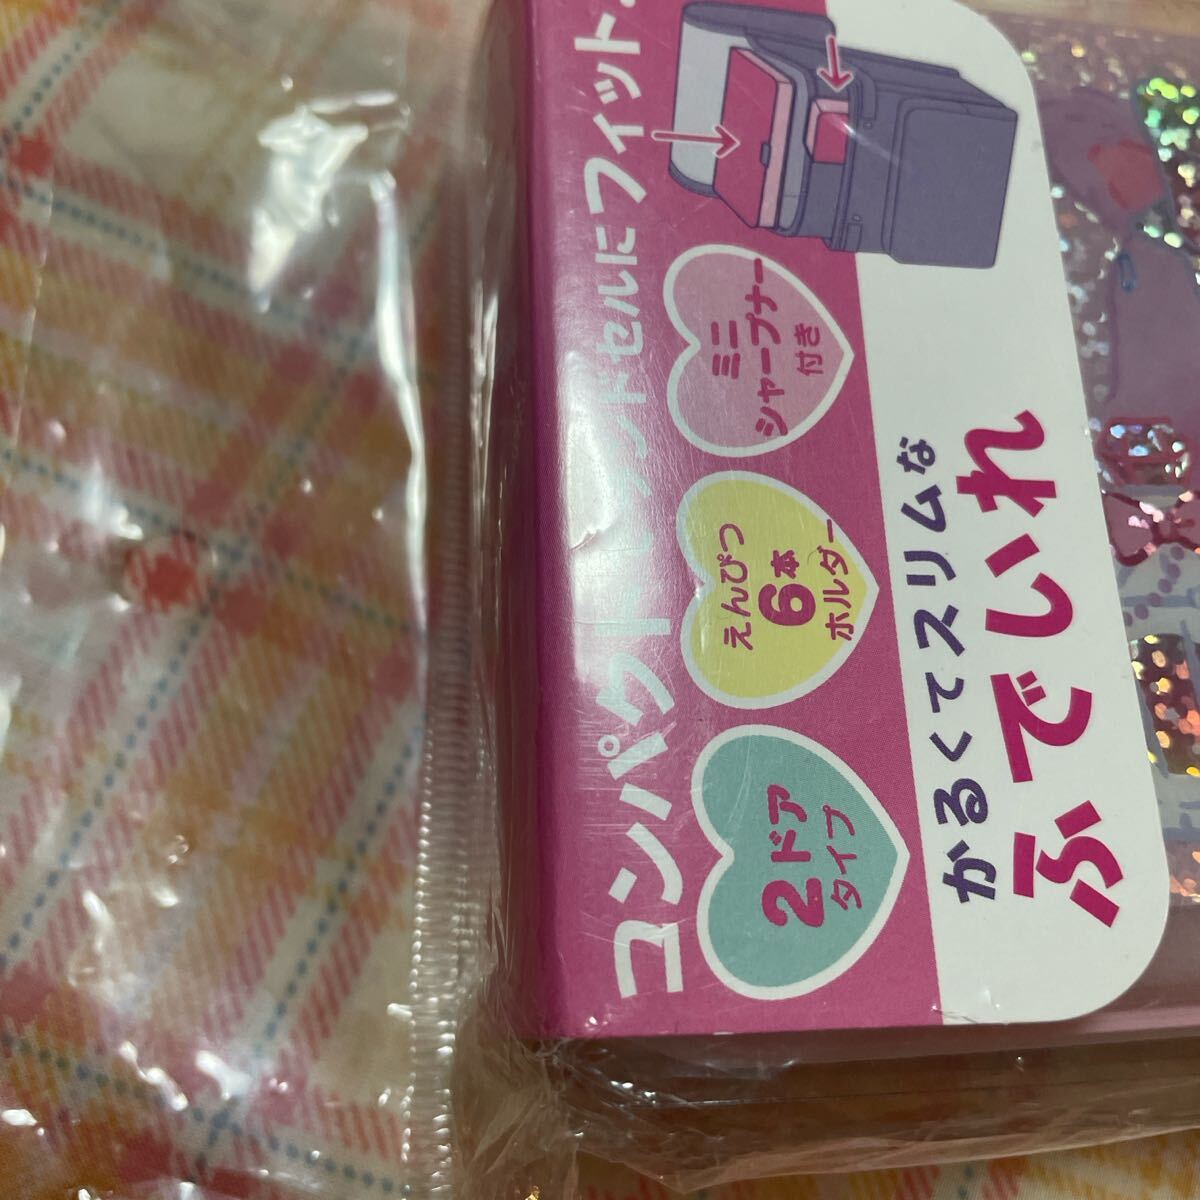 コンパクト ランドセルにフィット
2ドア
タイプ
えんぴつ
6本
ホルダー
ミニ
シャープナー
付き
かるくてスリムな
ふでいれ